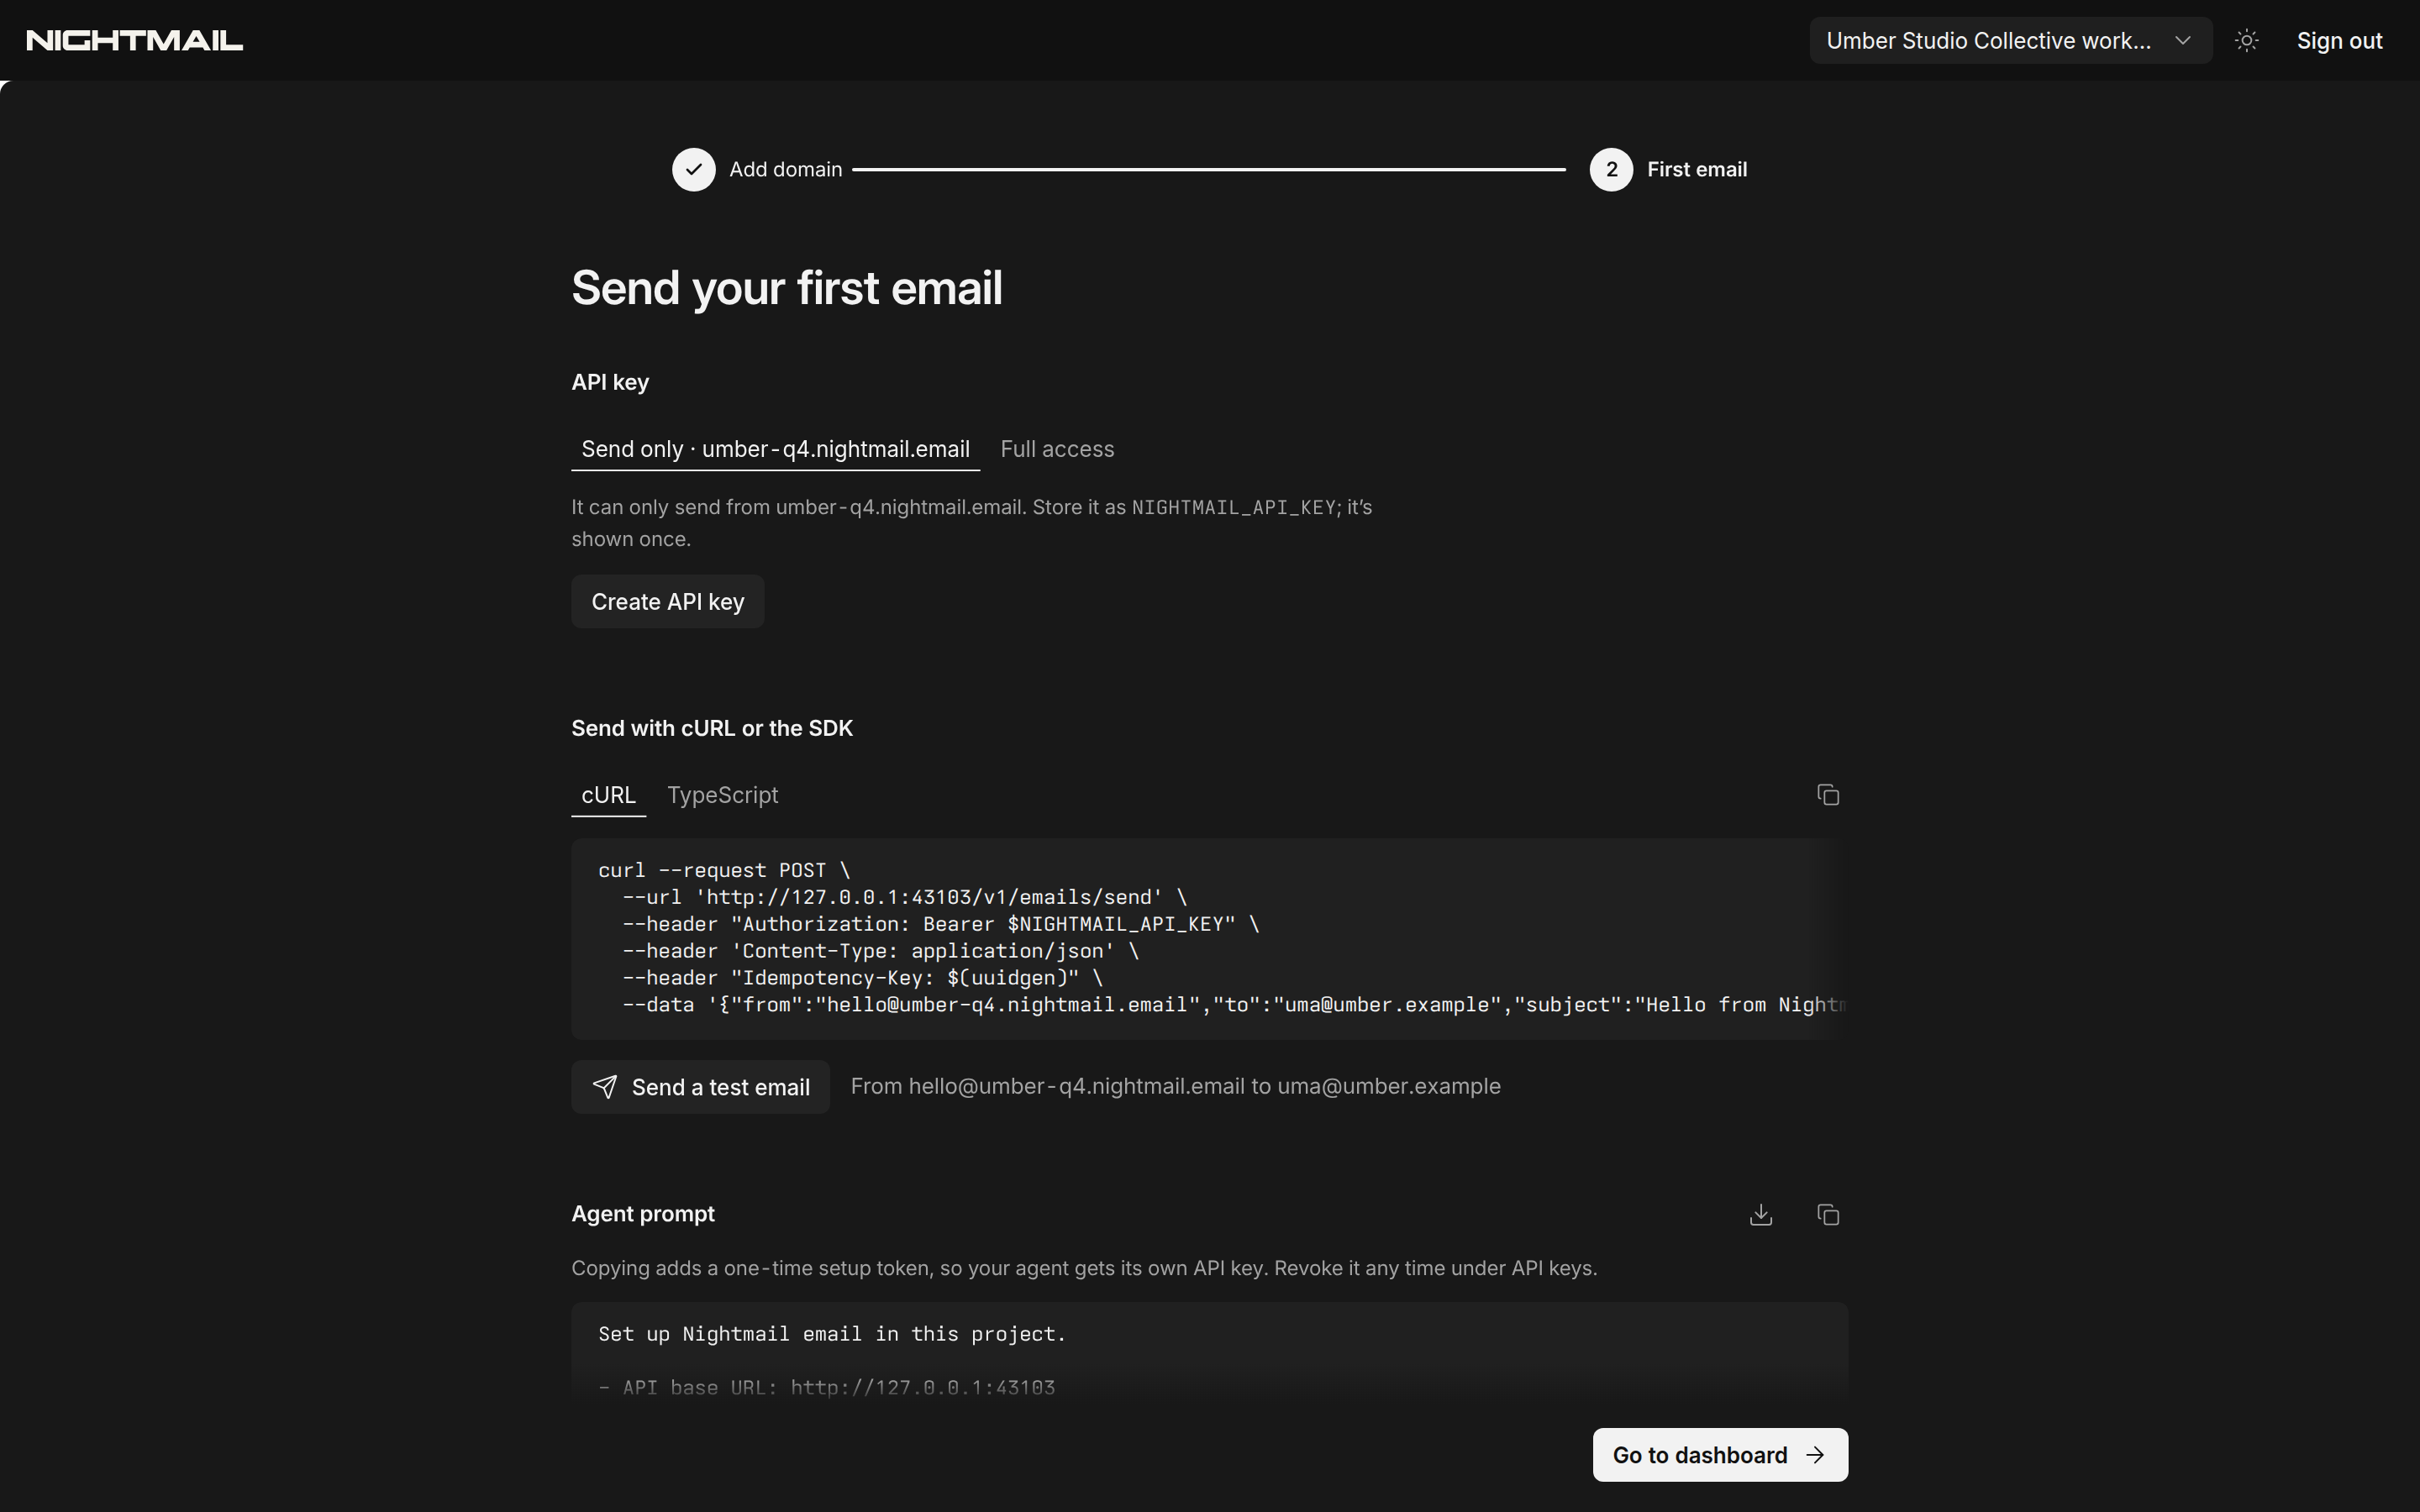 NIGHTMAIL
Umber Studio Collective work...
Sign out
Add domain
2
First email
Send your first email
API key
Send only · umber-q4.nightmail.email
Full access
It can only send from umber-q4.nightmail.email. Store it as NIGHTMAIL_API_KEY; it’s
shown once.
Create API key
Send with cURL or the SDK
cURL
TypeScript
curl --request POST \
  --url 'http://127.0.0.1:43103/v1/emails/send' \
  --header "Authorization: Bearer $NIGHTMAIL_API_KEY" \
  --header 'Content-Type: application/json' \
  --header "Idempotency-Key: $(uuidgen)" \
  --data '{"from":"hello@umber-q4.nightmail.email","to":"uma@umber.example","subject":"Hello from Nightm
Send a test email
From hello@umber-q4.nightmail.email to uma@umber.example
Agent prompt
Copying adds a one-time setup token, so your agent gets its own API key. Revoke it any time under API keys.
Set up Nightmail email in this project.
- API base URL: http://127.0.0.1:43103
Go to dashboard